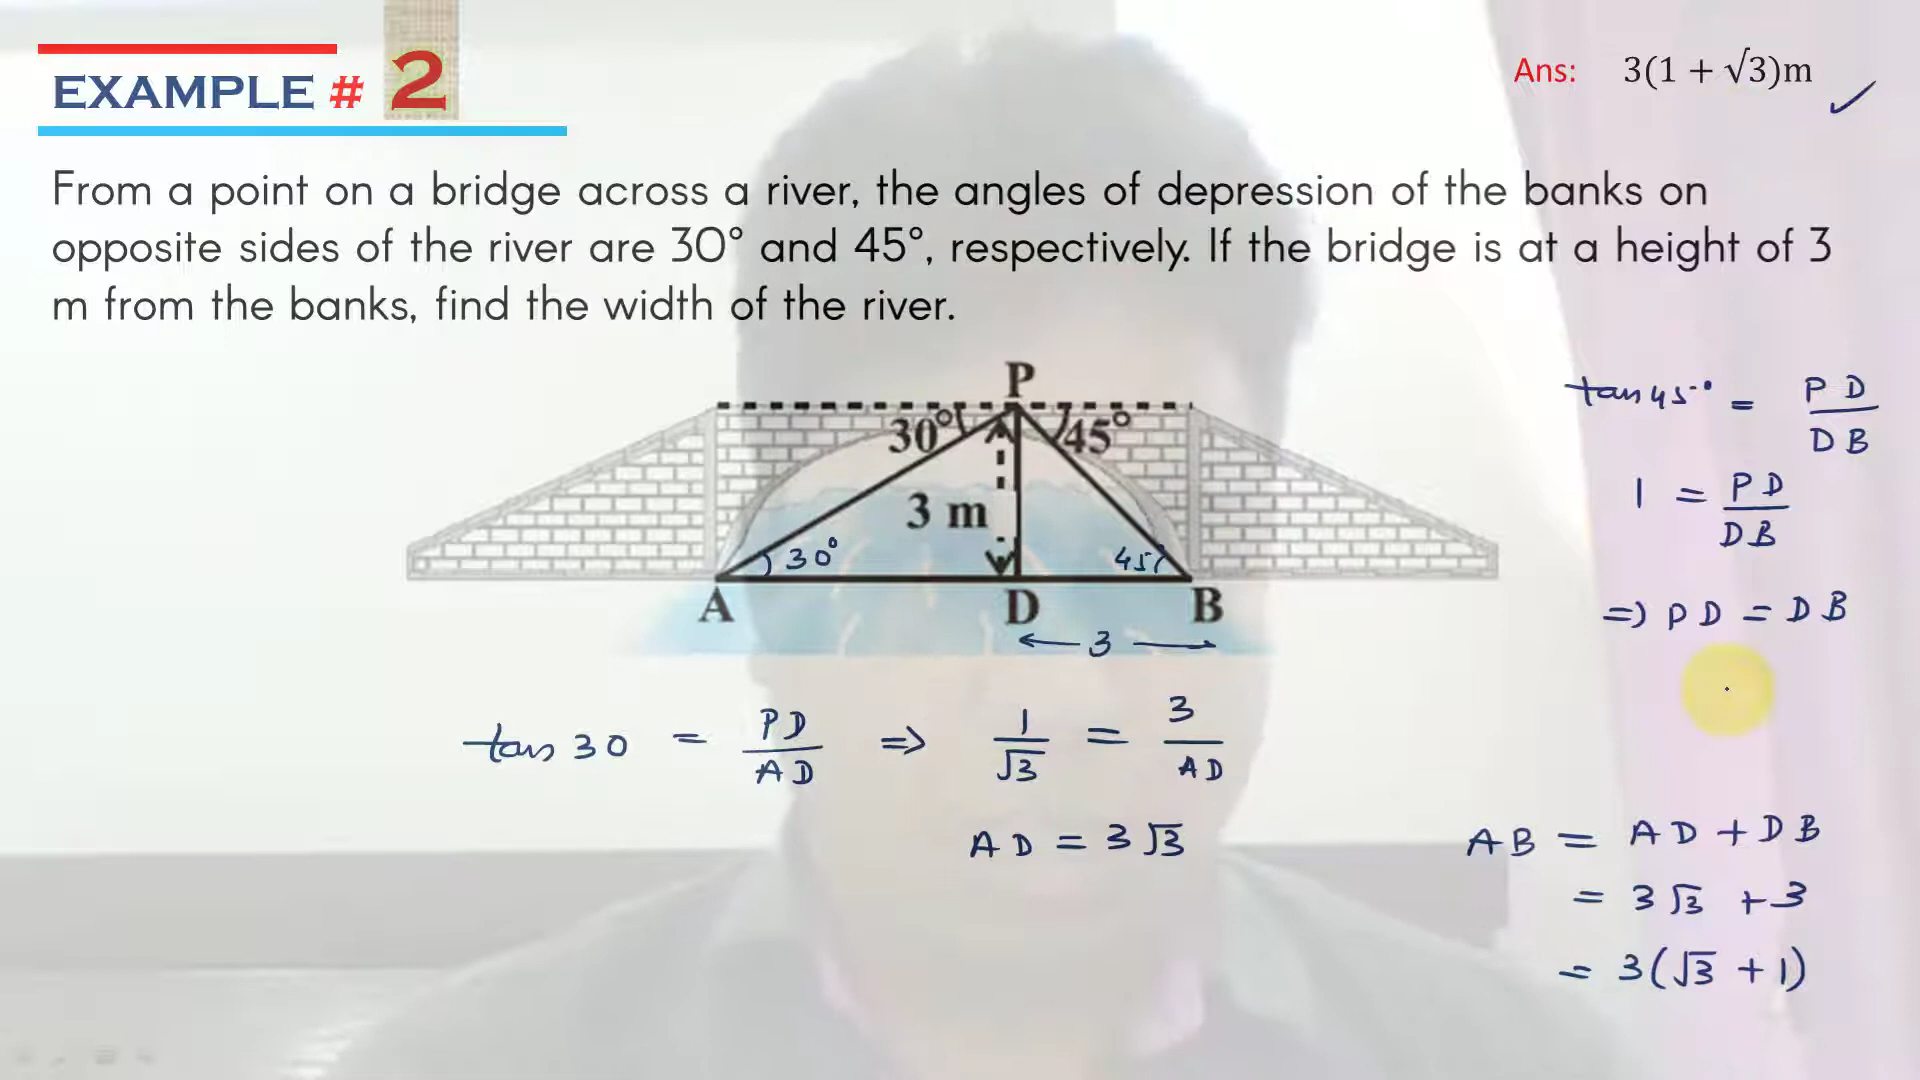 EXAMPLE # 2
Ans: 3(1 + √3)m
From a point on a bridge across a river, the angles of depression of the banks on
opposite sides of the river are 30° and 45°, respectively. If the bridge is at a height of 3
m from the banks, find the width of the river.
P
30° 45°
3 m
30° 45°
A D B
3
tan 45° = PD/DB
1 = PD/DB
=> PD = DB
tan 30 = PD/AD => 1/√3 = 3/AD
AD = 3√3
AB = AD + DB
= 3√3 + 3
= 3(√3 + 1)